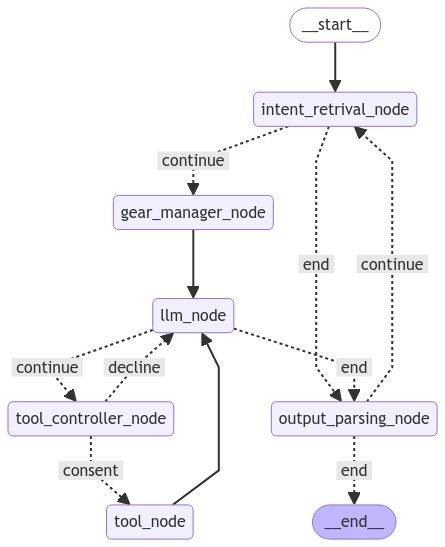 __start__
intent_retrival_node
continue
gear_manager_node
end
continue
llm_node
continue
decline
end
tool_controller_node
output_parsing_node
consent
end
tool_node
__end__